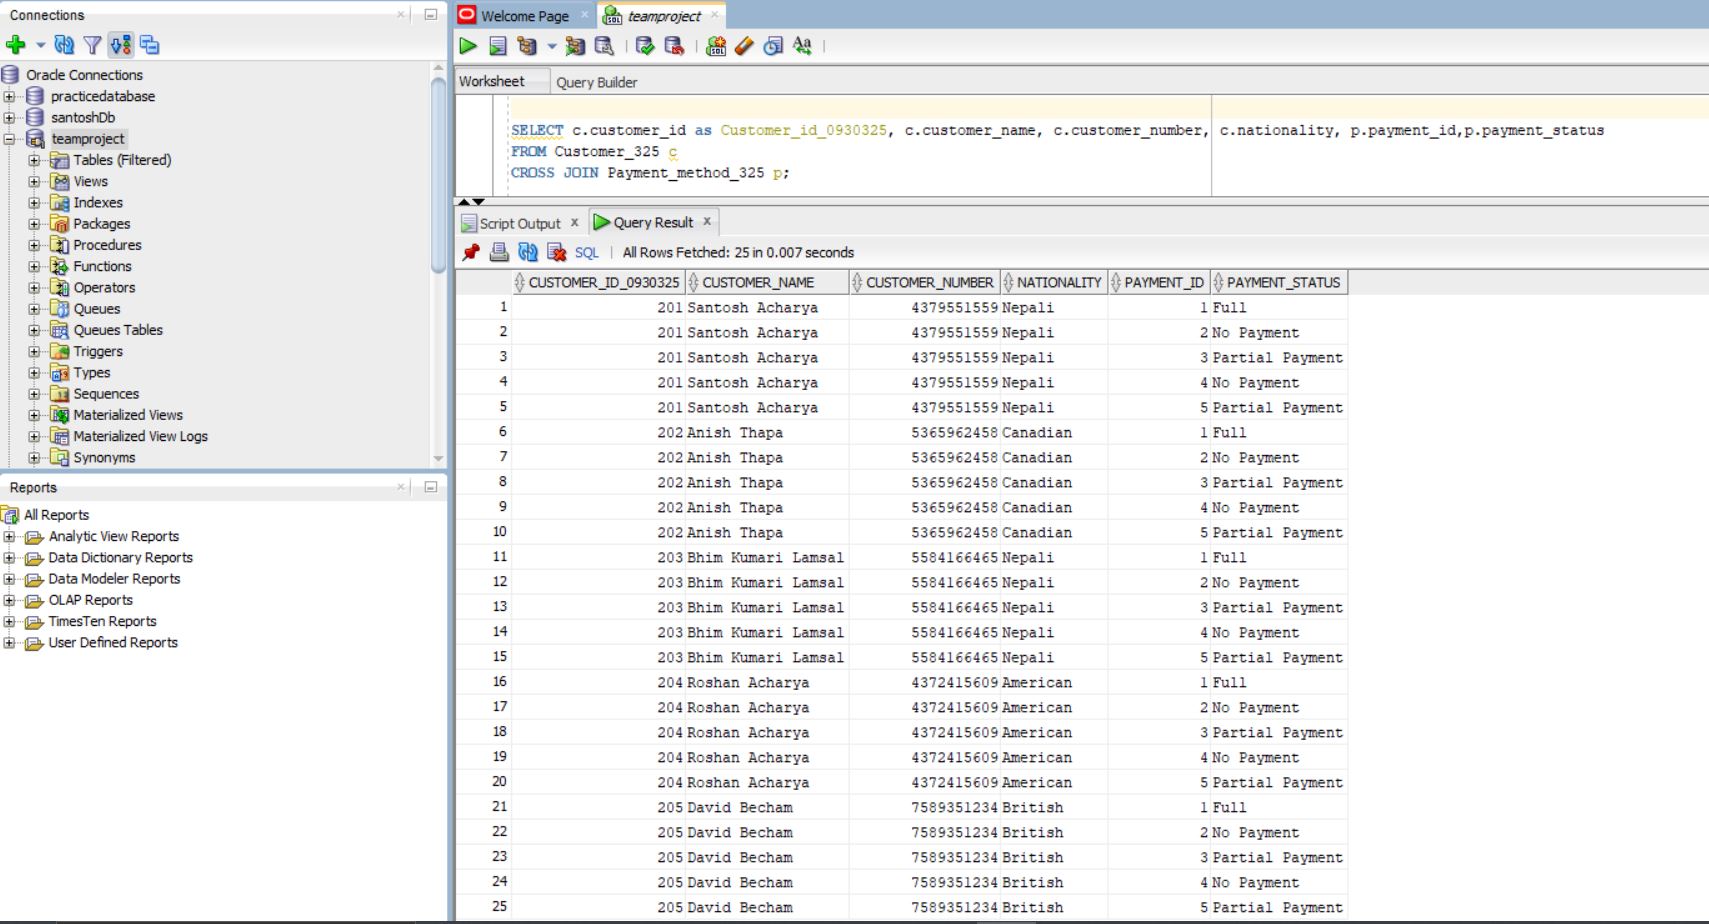 Connections
Oracle Connections
practicedatabase
santoshDb
teamproject
Tables (Filtered)
Views
Indexes
Packages
Procedures
Functions
Operators
Queues
Queues Tables
Triggers
Types
Sequences
Materialized Views
Materialized View Logs
Synonyms
Reports
All Reports
Analytic View Reports
Data Dictionary Reports
Data Modeler Reports
OLAP Reports
TimesTen Reports
User Defined Reports
Welcome Page teamproject
Worksheet Query Builder
SELECT c.customer_id as Customer_id_0930325, c.customer_name, c.customer_number, c.nationality, p.payment_id,p.payment_status
FROM Customer_325 c
CROSS JOIN Payment_method_325 p;
Script Output x Query Result x
SQL | All Rows Fetched: 25 in 0.007 seconds
CUSTOMER_ID_0930325 CUSTOMER_NAME CUSTOMER_NUMBER NATIONALITY PAYMENT_ID PAYMENT_STATUS
1 201 Santosh Acharya 4379551559 Nepali 1 Full
2 201 Santosh Acharya 4379551559 Nepali 2 No Payment
3 201 Santosh Acharya 4379551559 Nepali 3 Partial Payment
4 201 Santosh Acharya 4379551559 Nepali 4 No Payment
5 201 Santosh Acharya 4379551559 Nepali 5 Partial Payment
6 202 Anish Thapa 5365962458 Canadian 1 Full
7 202 Anish Thapa 5365962458 Canadian 2 No Payment
8 202 Anish Thapa 5365962458 Canadian 3 Partial Payment
9 202 Anish Thapa 5365962458 Canadian 4 No Payment
10 202 Anish Thapa 5365962458 Canadian 5 Partial Payment
11 203 Bhim Kumari Lamsal 5584166465 Nepali 1 Full
12 203 Bhim Kumari Lamsal 5584166465 Nepali 2 No Payment
13 203 Bhim Kumari Lamsal 5584166465 Nepali 3 Partial Payment
14 203 Bhim Kumari Lamsal 5584166465 Nepali 4 No Payment
15 203 Bhim Kumari Lamsal 5584166465 Nepali 5 Partial Payment
16 204 Roshan Acharya 4372415609 American 1 Full
17 204 Roshan Acharya 4372415609 American 2 No Payment
18 204 Roshan Acharya 4372415609 American 3 Partial Payment
19 204 Roshan Acharya 4372415609 American 4 No Payment
20 204 Roshan Acharya 4372415609 American 5 Partial Payment
21 205 David Becham 7589351234 British 1 Full
22 205 David Becham 7589351234 British 2 No Payment
23 205 David Becham 7589351234 British 3 Partial Payment
24 205 David Becham 7589351234 British 4 No Payment
25 205 David Becham 7589351234 British 5 Partial Payment